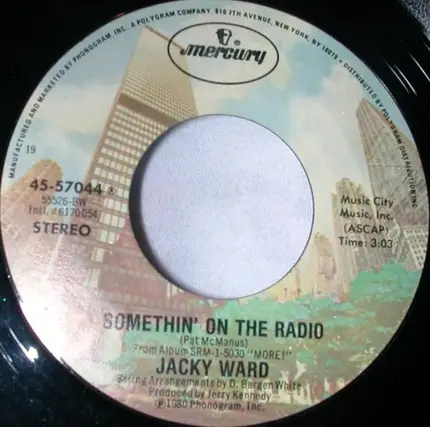 MANUFACTURED AND MARKETED BY PHONOGRAM, INC. A POLYGRAM COMPANY, 810 7TH AVENUE, NEW YORK, NY 10019 • DISTRIBUTED BY POLYGRAM DISTRIBUTION, INC.
mercury
19
45-57044
55526-BW
Intl. #6170 054
STEREO
Music City
Music, Inc.
(ASCAP)
Time: 3:03
SOMETHIN' ON THE RADIO
(Pat McManus)
From Album SRM-1-5030 "MORE!"
JACKY WARD
String Arrangements by D. Bergen White
Produced by Jerry Kennedy
℗ 1980 Phonogram, Inc.